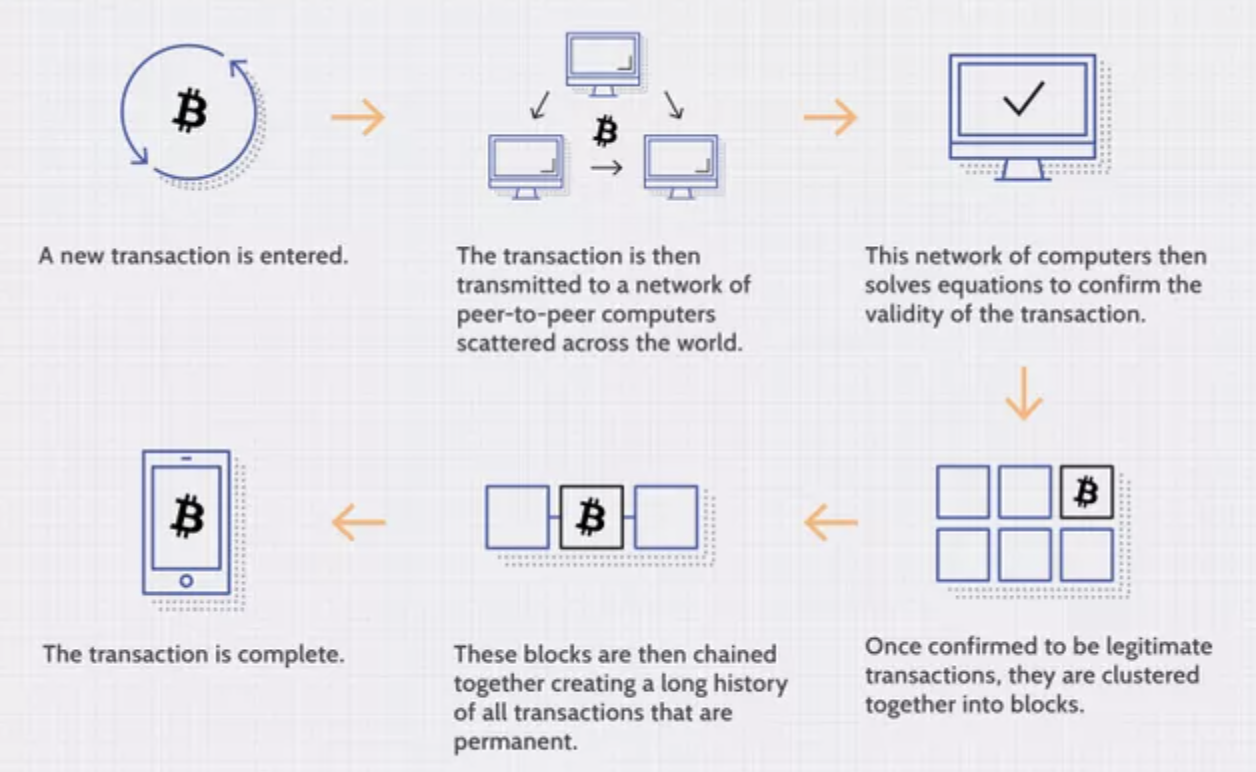 A new transaction is entered.
The transaction is then
transmitted to a network of
peer-to-peer computers
scattered across the world.
This network of computers then
solves equations to confirm the
validity of the transaction.
Once confirmed to be legitimate
transactions, they are clustered
together into blocks.
These blocks are then chained
together creating a long history
of all transactions that are
permanent.
The transaction is complete.